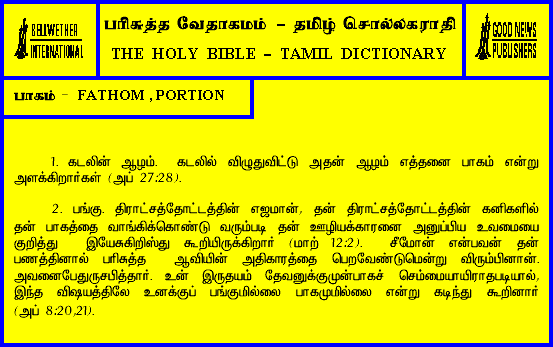 BELLWETHER
INTERNATIONAL
பரிசுத்த வேதாகமம் – தமிழ் சொல்லகராதி
THE HOLY BIBLE – TAMIL DICTIONARY
GOOD NEWS
PUBLISHERS
பாகம் - FATHOM , PORTION
1. கடலின் ஆழம். கடலில் விழுதுவிட்டு அதன் ஆழம் எத்தனை பாகம் என்று
அளக்கிறார்கள் (அப் 27:28).
2. பங்கு. திராட்சத்தோட்டத்தின் எஜமான், தன் திராட்சத்தோட்டத்தின் கனிகளில்
தன் பாகத்தை வாங்கிக்கொண்டு வரும்படி தன் ஊழியக்காரனை அனுப்பிய உவமையை
குறித்து இயேசுகிறிஸ்து கூறியிருக்கிறார் (மாற் 12:2). சீமோன் என்பவன் தன்
பணத்தினால் பரிசுத்த ஆவியின் அதிகாரத்தை பெறவேண்டுமென்று விரும்பினான்.
அவனைபேதுருசபித்தார். உன் இருதயம் தேவனுக்குமுன்பாகச் செம்மையாயிராதபடியால்,
இந்த விஷயத்திலே உனக்குப் பங்குமில்லை பாகமுமில்லை என்று கடிந்து கூறினார்
(அப் 8:20,21).